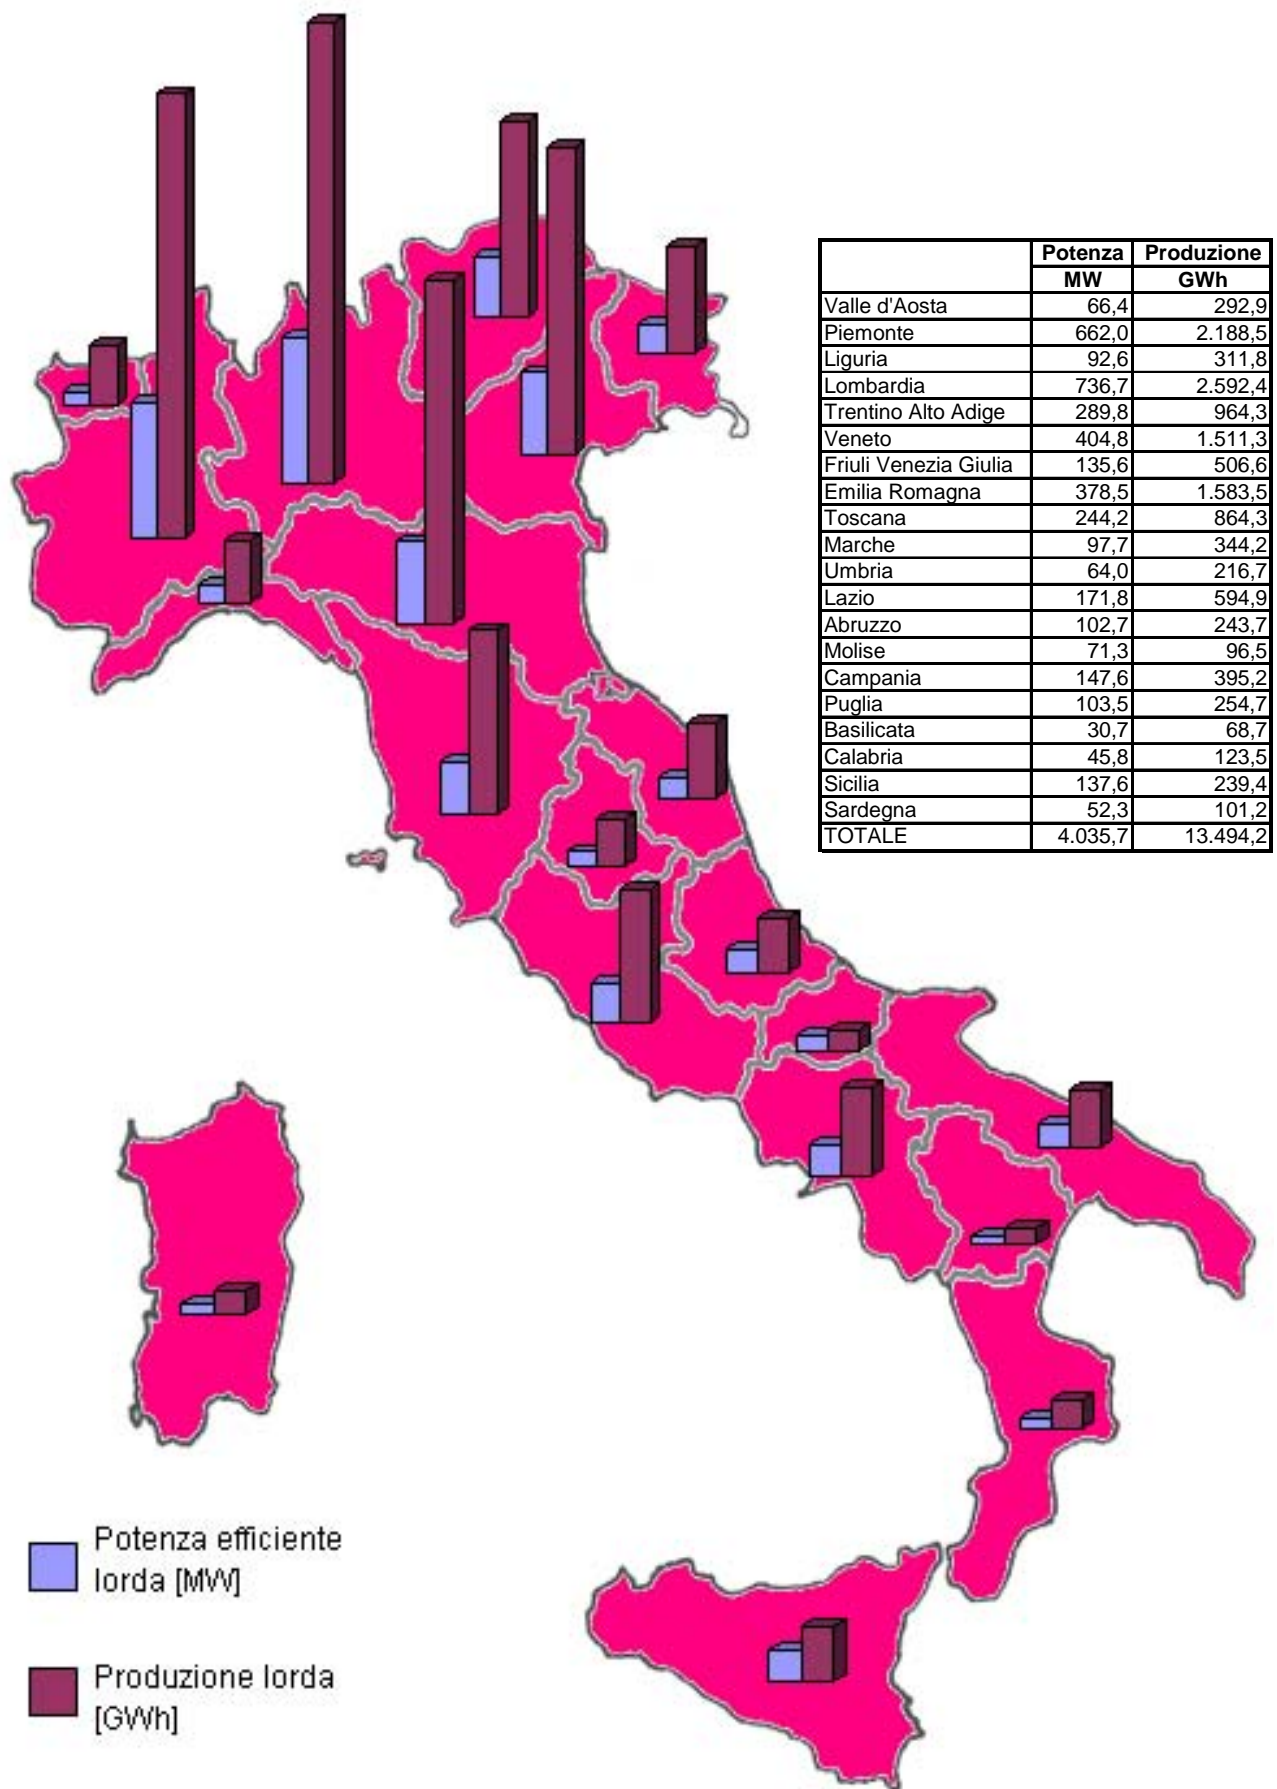 Potenza Produzione
MW GWh
Valle d'Aosta 66,4 292,9
Piemonte 662,0 2.188,5
Liguria 92,6 311,8
Lombardia 736,7 2.592,4
Trentino Alto Adige 289,8 964,3
Veneto 404,8 1.511,3
Friuli Venezia Giulia 135,6 506,6
Emilia Romagna 378,5 1.583,5
Toscana 244,2 864,3
Marche 97,7 344,2
Umbria 64,0 216,7
Lazio 171,8 594,9
Abruzzo 102,7 243,7
Molise 71,3 96,5
Campania 147,6 395,2
Puglia 103,5 254,7
Basilicata 30,7 68,7
Calabria 45,8 123,5
Sicilia 137,6 239,4
Sardegna 52,3 101,2
TOTALE 4.035,7 13.494,2
Potenza efficiente
lorda [MW]
Produzione lorda
[GWh]